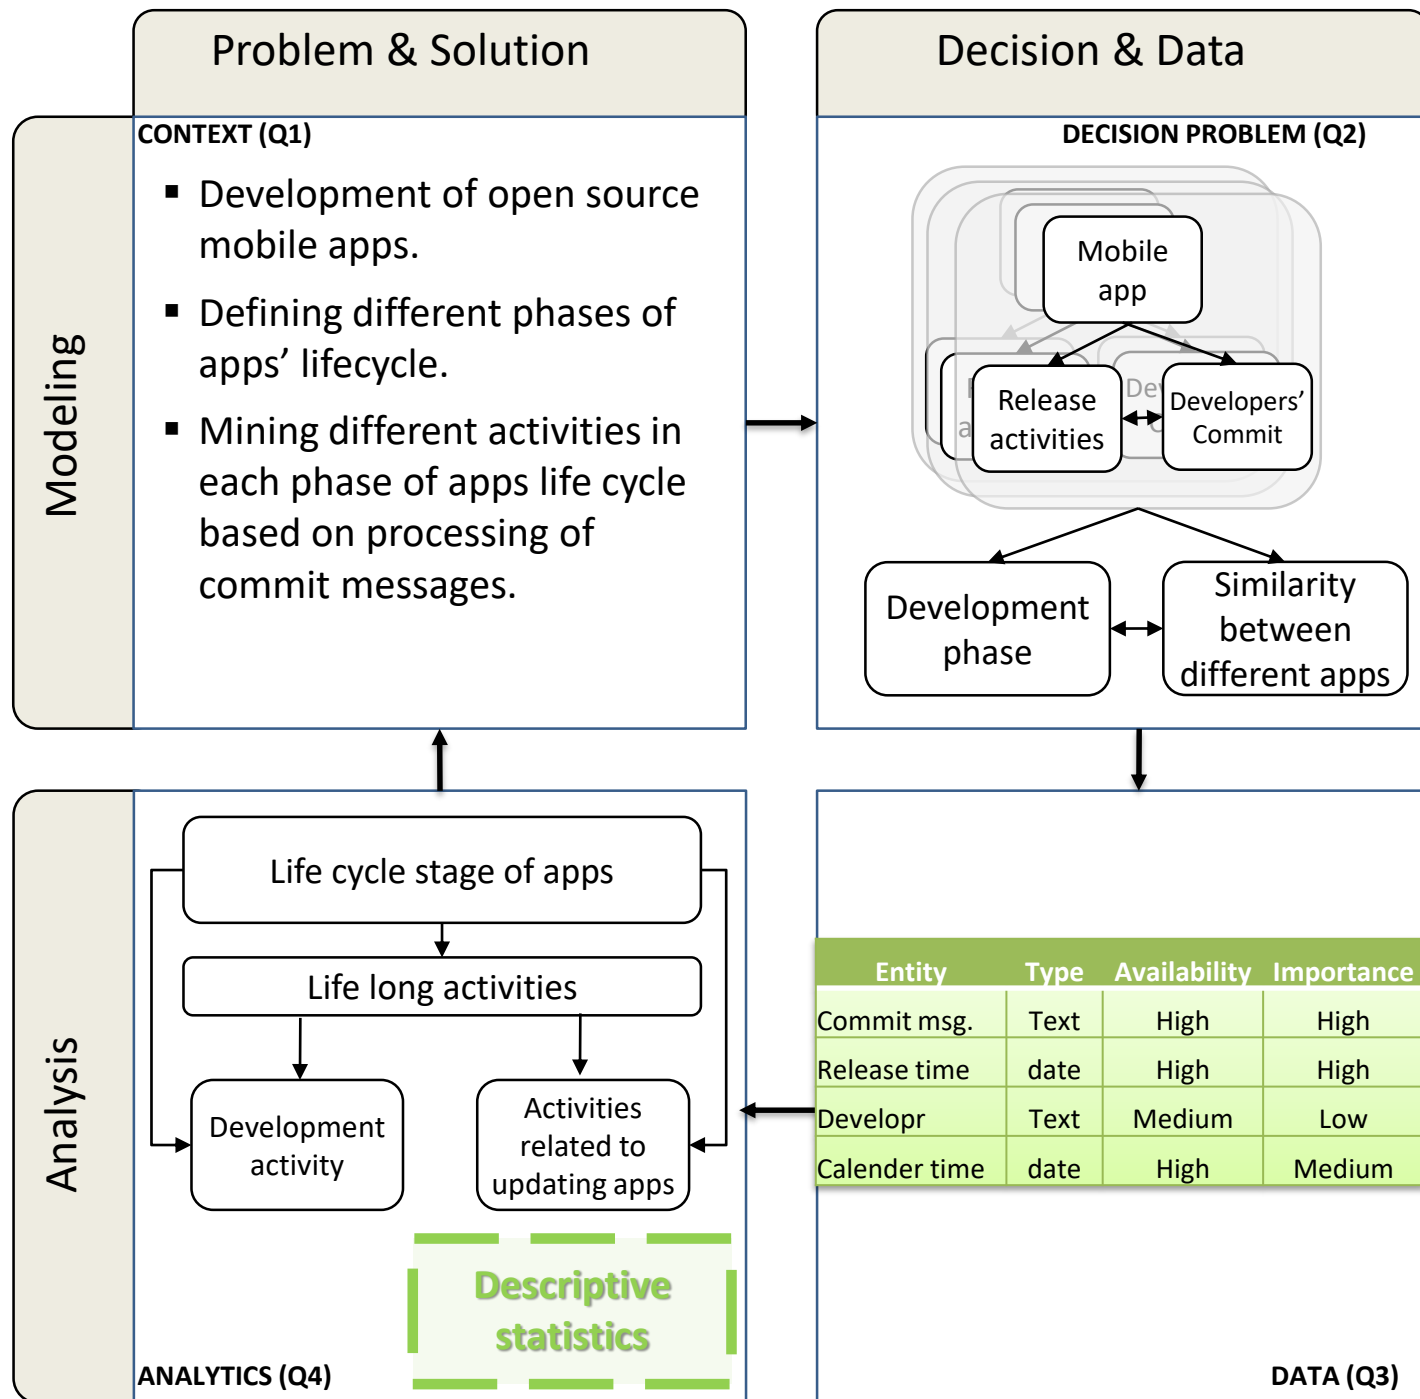 Problem & Solution
Decision & Data
Modeling
CONTEXT (Q1)
▪ Development of open source
mobile apps.
▪ Defining different phases of
apps’ lifecycle.
▪ Mining different activities in
each phase of apps life cycle
based on processing of
commit messages.
DECISION PROBLEM (Q2)
Mobile
app
Release
activities
Developers’
Commit
Development
phase
Similarity
between
different apps
Analysis
Life cycle stage of apps
Life long activities
Development
activity
Activities
related to
updating apps
Descriptive
statistics
ANALYTICS (Q4)
Entity Type Availability Importance
Commit msg. Text High High
Release time date High High
Developr Text Medium Low
Calender time date High Medium
DATA (Q3)